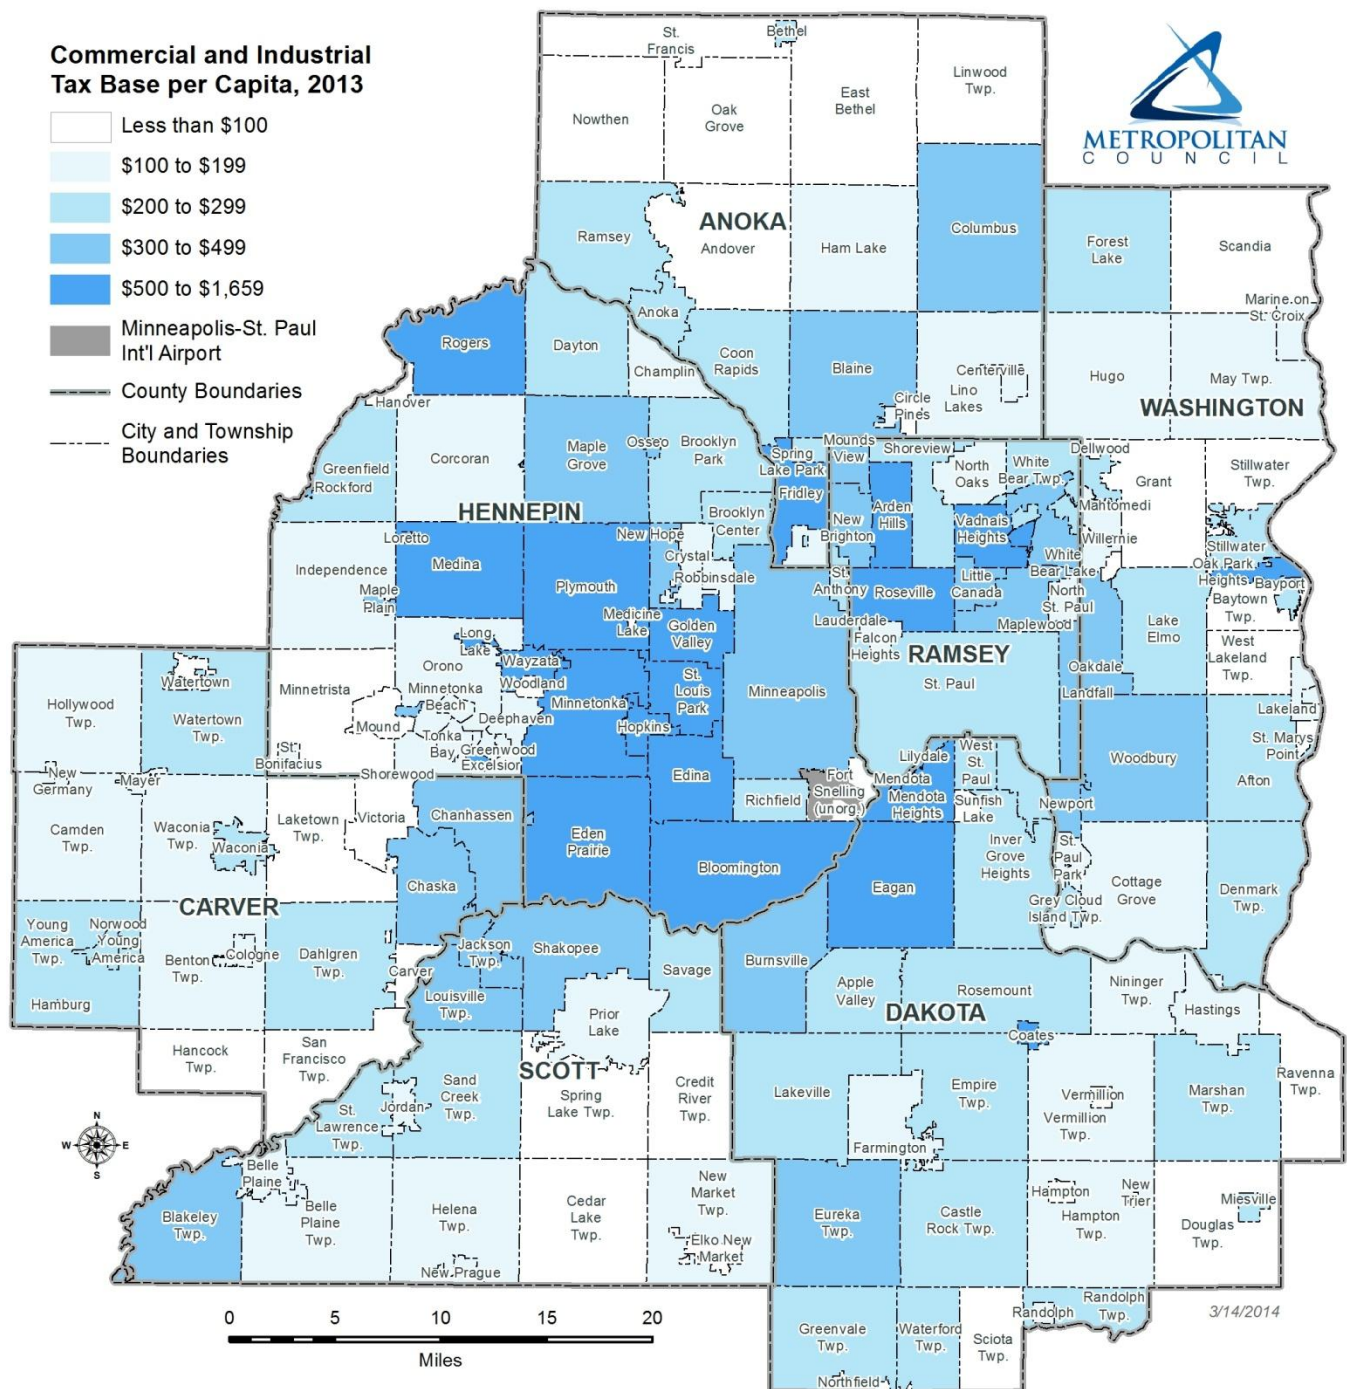 Commercial and Industrial
Tax Base per Capita, 2013
Less than $100
$100 to $199
$200 to $299
$300 to $499
$500 to $1,659
Minneapolis-St. Paul
Int'l Airport
County Boundaries
City and Township
Boundaries
METROPOLITAN
COUNCIL
St.
Francis
Bethel
Linwood
Twp.
Nowthen
Oak
Grove
East
Bethel
ANOKA
Andover
Ramsey
Ham Lake
Columbus
Forest
Lake
Scandia
Marine on
St. Croix
Anoka
Rogers
Dayton
Champlin
Coon
Rapids
Blaine
Centerville
Lino
Lakes
Circle
Pines
Hugo
May Twp.
WASHINGTON
Hanover
Corcoran
Maple
Grove
Osseo
Brooklyn
Park
Spring
Lake Park
Fridley
Mounds
View
Shoreview
North
Oaks
White
Bear Twp.
Dellwood
Grant
Stillwater
Twp.
Greenfield
Rockford
HENNEPIN
Brooklyn
Center
New
Brighton
Arden
Hills
Vadnais
Heights
Mahtomedi
Willernie
White
Bear Lake
Stillwater
Oak Park
Heights
Bayport
Baytown
Twp.
Loretto
Medina
Independence
Maple
Plain
Plymouth
New Hope
Crystal
Robbinsdale
Medicine
Lake
Golden
Valley
St.
Anthony
Roseville
Little
Canada
North
St. Paul
Maplewood
Lauderdale
Falcon
Heights
RAMSEY
St. Paul
Lake
Elmo
West
Lakeland
Twp.
Oakdale
Landfall
Long
Lake
Orono
Wayzata
Woodland
Minnetonka
Beach
Deephaven
Minnetonka
Hopkins
St.
Louis
Park
Minneapolis
Minnetrista
Mound
Tonka
Bay
Greenwood
Excelsior
St.
Bonifacius
Shorewood
Edina
Richfield
Fort
Snelling
(unorg.)
Lilydale
Mendota
Mendota
Heights
West
St.
Paul
Sunfish
Lake
Newport
Woodbury
Lakeland
St. Marys
Point
Afton
Hollywood
Twp.
Watertown
Watertown
Twp.
New
Germany
Mayer
Camden
Twp.
Waconia
Twp.
Waconia
Laketown
Twp.
Victoria
Chanhassen
Chaska
Eden
Prairie
Bloomington
Eagan
Inver
Grove
Heights
St.
Paul
Park
Grey Cloud
Island Twp.
Cottage
Grove
Denmark
Twp.
CARVER
Young
America
Twp.
Norwood
Young
America
Hamburg
Benton
Twp.
Cologne
Dahlgren
Twp.
Carver
Jackson
Twp.
Louisville
Twp.
Shakopee
Savage
Prior
Lake
Burnsville
Apple
Valley
Rosemount
DAKOTA
Coates
Nininger
Twp.
Hastings
Hancock
Twp.
San
Francisco
Twp.
SCOTT
Spring
Lake Twp.
Credit
River
Twp.
Sand
Creek
Twp.
Jordan
St.
Lawrence
Twp.
Lakeville
Farmington
Empire
Twp.
Vermillion
Vermillion
Twp.
Marshan
Twp.
Ravenna
Twp.
Belle
Plaine
Blakeley
Twp.
Belle
Plaine
Twp.
Helena
Twp.
New Prague
Cedar
Lake
Twp.
New
Market
Twp.
Elko New
Market
Eureka
Twp.
Castle
Rock Twp.
Hampton
Hampton
Twp.
New
Trier
Miesville
Douglas
Twp.
Greenvale
Twp.
Waterford
Twp.
Northfield
Sciota
Twp.
Randolph
Randolph
Twp.
N
W
E
S
0
5
10
15
20
Miles
3/14/2014